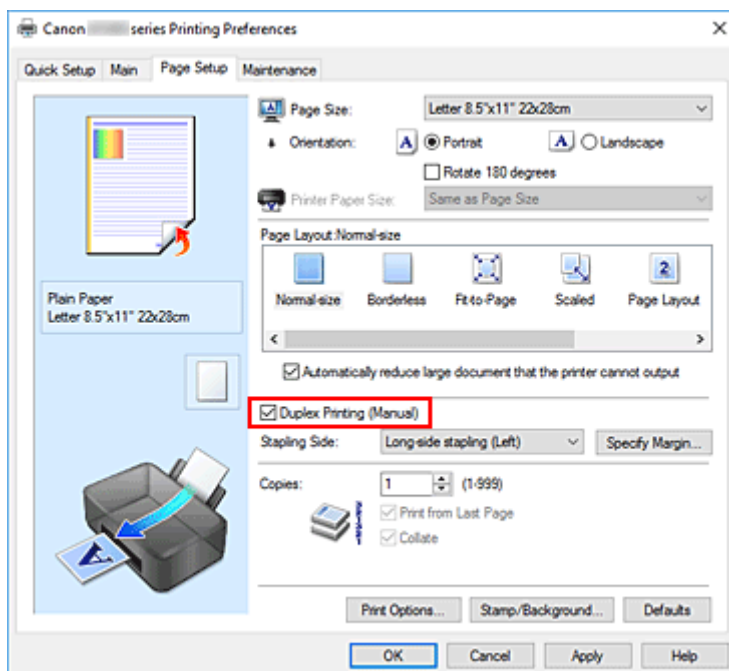 Canon series Printing Preferences
Quick Setup Main Page Setup Maintenance
Page Size: Letter 8.5"x11" 22x28cm
Orientation: A Portrait A Landscape
Rotate 180 degrees
Printer Paper Size: Same as Page Size
Page Layout:Normal-size
Normal-size Borderless Fit-to-Page Scaled Page Layout
Plain Paper
Letter 8.5"x11" 22x28cm
Automatically reduce large document that the printer cannot output
Duplex Printing (Manual)
Stapling Side: Long-side stapling (Left) Specify Margin...
Copies: 1 (1-999)
Print from Last Page
Collate
Print Options... Stamp/Background... Defaults
OK Cancel Apply Help